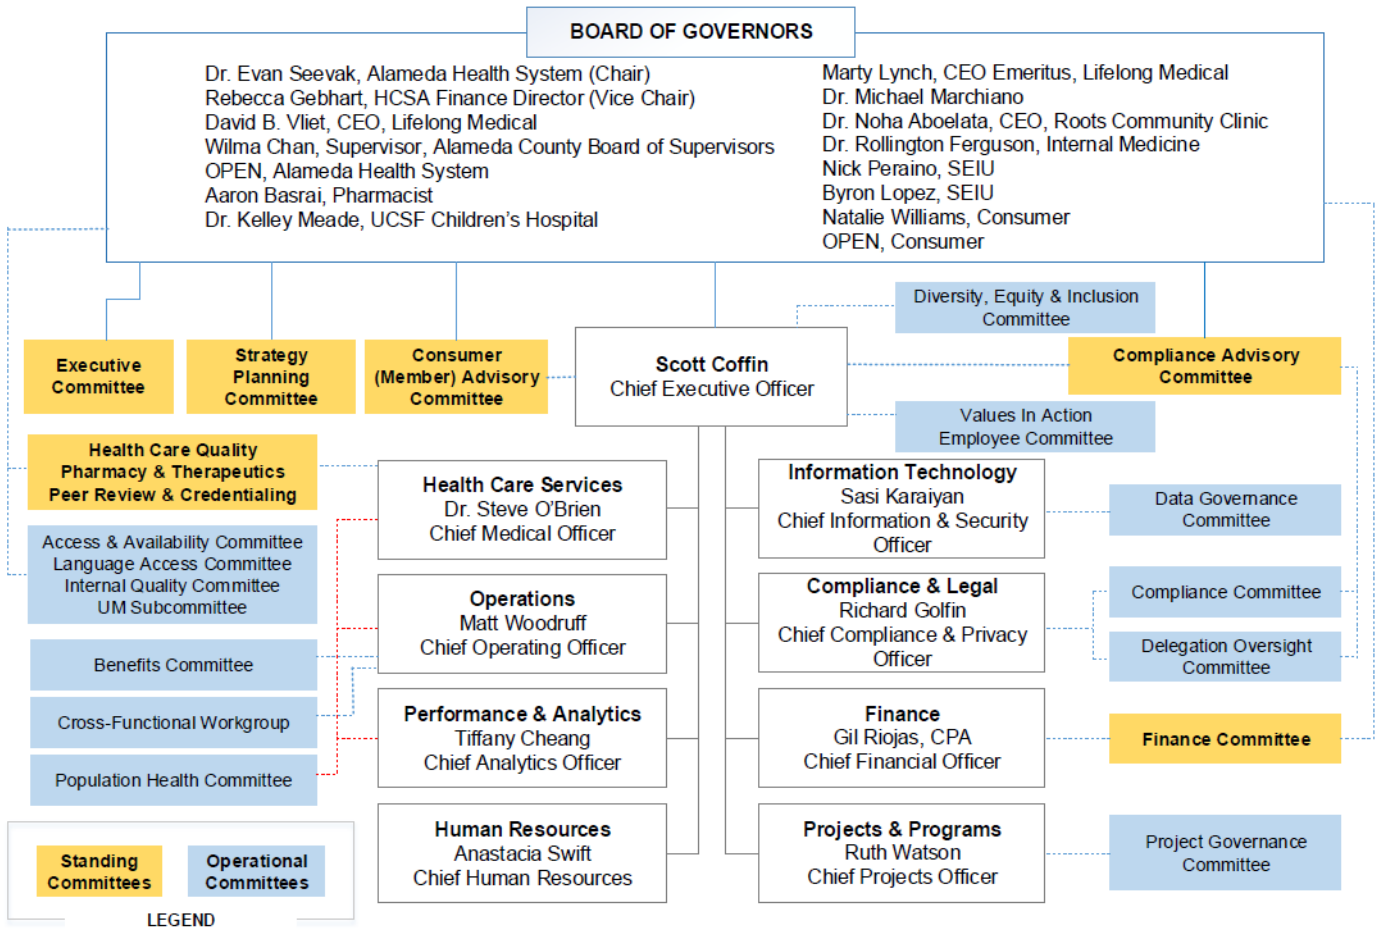 BOARD OF GOVERNORS
Dr. Evan Seevak, Alameda Health System (Chair)
Rebecca Gebhart, HCSA Finance Director (Vice Chair)
David B. Vliet, CEO, Lifelong Medical
Wilma Chan, Supervisor, Alameda County Board of Supervisors
OPEN, Alameda Health System
Aaron Basrai, Pharmacist
Dr. Kelley Meade, UCSF Children's Hospital
Marty Lynch, CEO Emeritus, Lifelong Medical
Dr. Michael Marchiano
Dr. Noha Aboelata, CEO, Roots Community Clinic
Dr. Rollington Ferguson, Internal Medicine
Nick Peraino, SEIU
Byron Lopez, SEIU
Natalie Williams, Consumer
OPEN, Consumer
Diversity, Equity & Inclusion
Committee
Executive
Committee
Strategy
Planning
Committee
Consumer
(Member) Advisory
Committee
Scott Coffin
Chief Executive Officer
Compliance Advisory
Committee
Values In Action
Employee Committee
Health Care Quality
Pharmacy & Therapeutics
Peer Review & Credentialing
Health Care Services
Dr. Steve O'Brien
Chief Medical Officer
Information Technology
Sasi Karaiyan
Chief Information & Security
Officer
Data Governance
Committee
Access & Availability Committee
Language Access Committee
Internal Quality Committee
UM Subcommittee
Operations
Matt Woodruff
Chief Operating Officer
Compliance & Legal
Richard Golfin
Chief Compliance & Privacy
Officer
Compliance Committee
Delegation Oversight
Committee
Benefits Committee
Cross-Functional Workgroup
Population Health Committee
Performance & Analytics
Tiffany Cheang
Chief Analytics Officer
Finance
Gil Riojas, CPA
Chief Financial Officer
Finance Committee
Human Resources
Anastacia Swift
Chief Human Resources
Projects & Programs
Ruth Watson
Chief Projects Officer
Project Governance
Committee
Standing
Committees
Operational
Committees
LEGEND